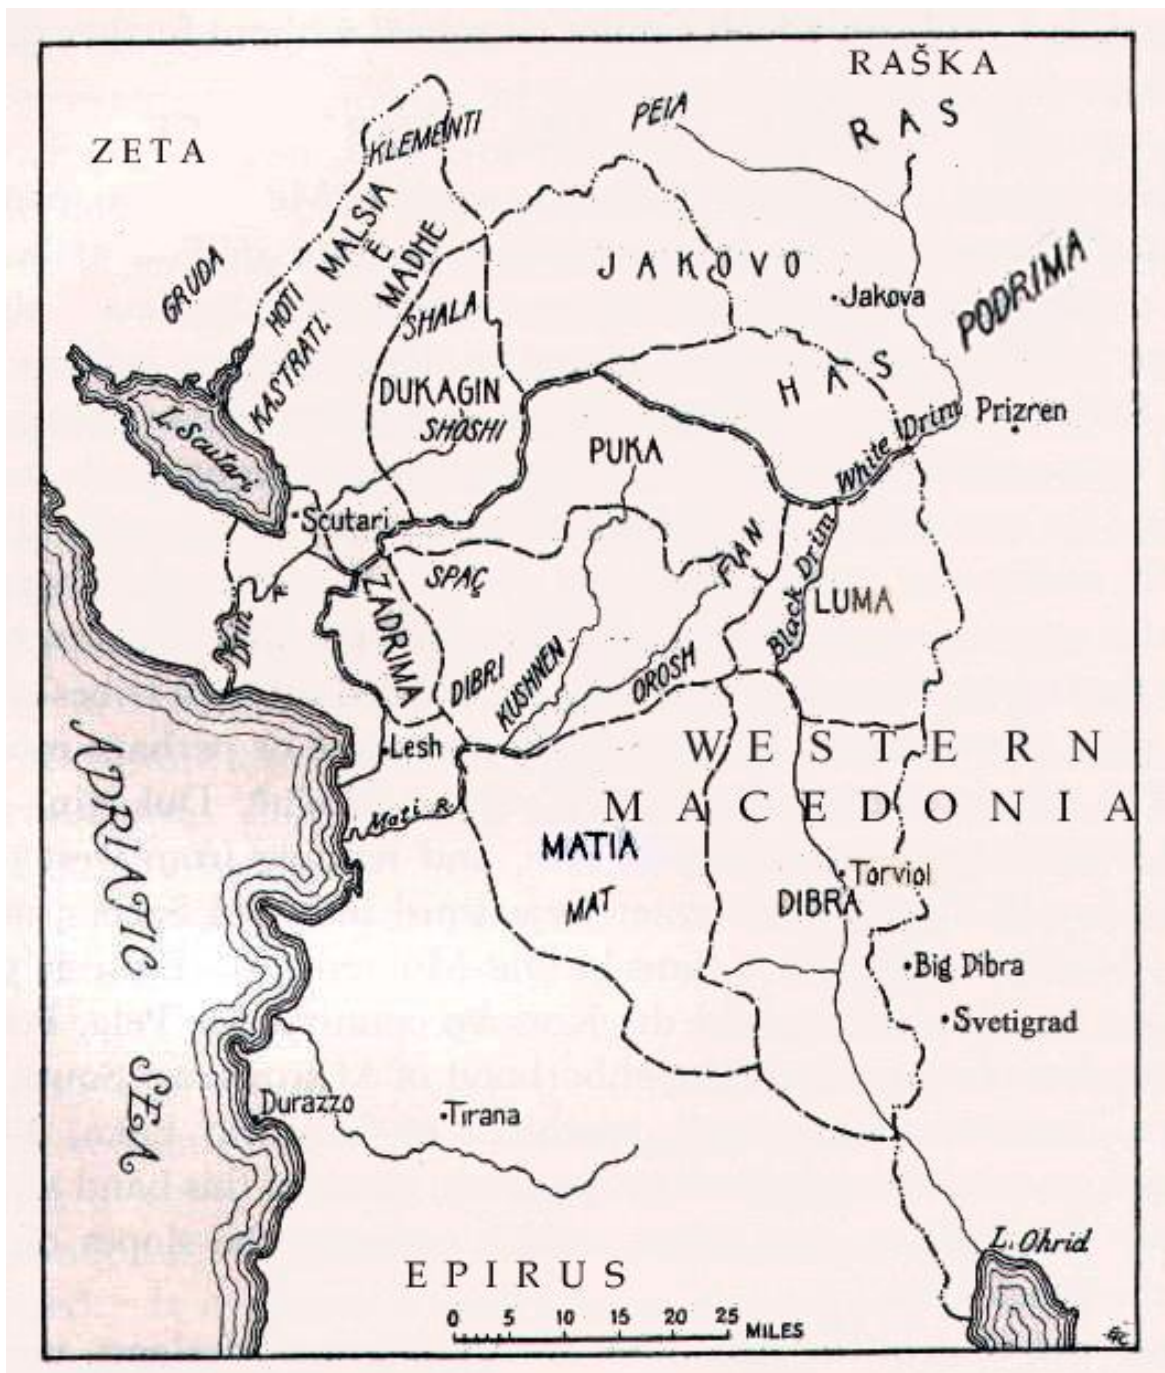 RAŠKA
RAS
PEIA
ZETA
KLEMENTI
MALSIA
E
MADHE
GRUDA
HOTI
KASTRATI.
SHALA
JAKOVO
Jakova
PODRIMA
L. Scutari
DUKAGIN
SHOSHI
HAS
White Drim
Prizren
PUKA
Scutari
SPAÇ
FIAN
Black Drim
LUMA
ZADRIMA
Drin
DIBRI
KUSHNEN
OROSH
Lesh
WESTERN
MACEDONIA
Mati R
MATIA
MAT
Torviol
DIBRA
ADRIATIC
SEA
Big Dibra
Svetigrad
Durazzo
Tirana
L. Ohrid
EPIRUS
0 5 10 15 20 25
MILES